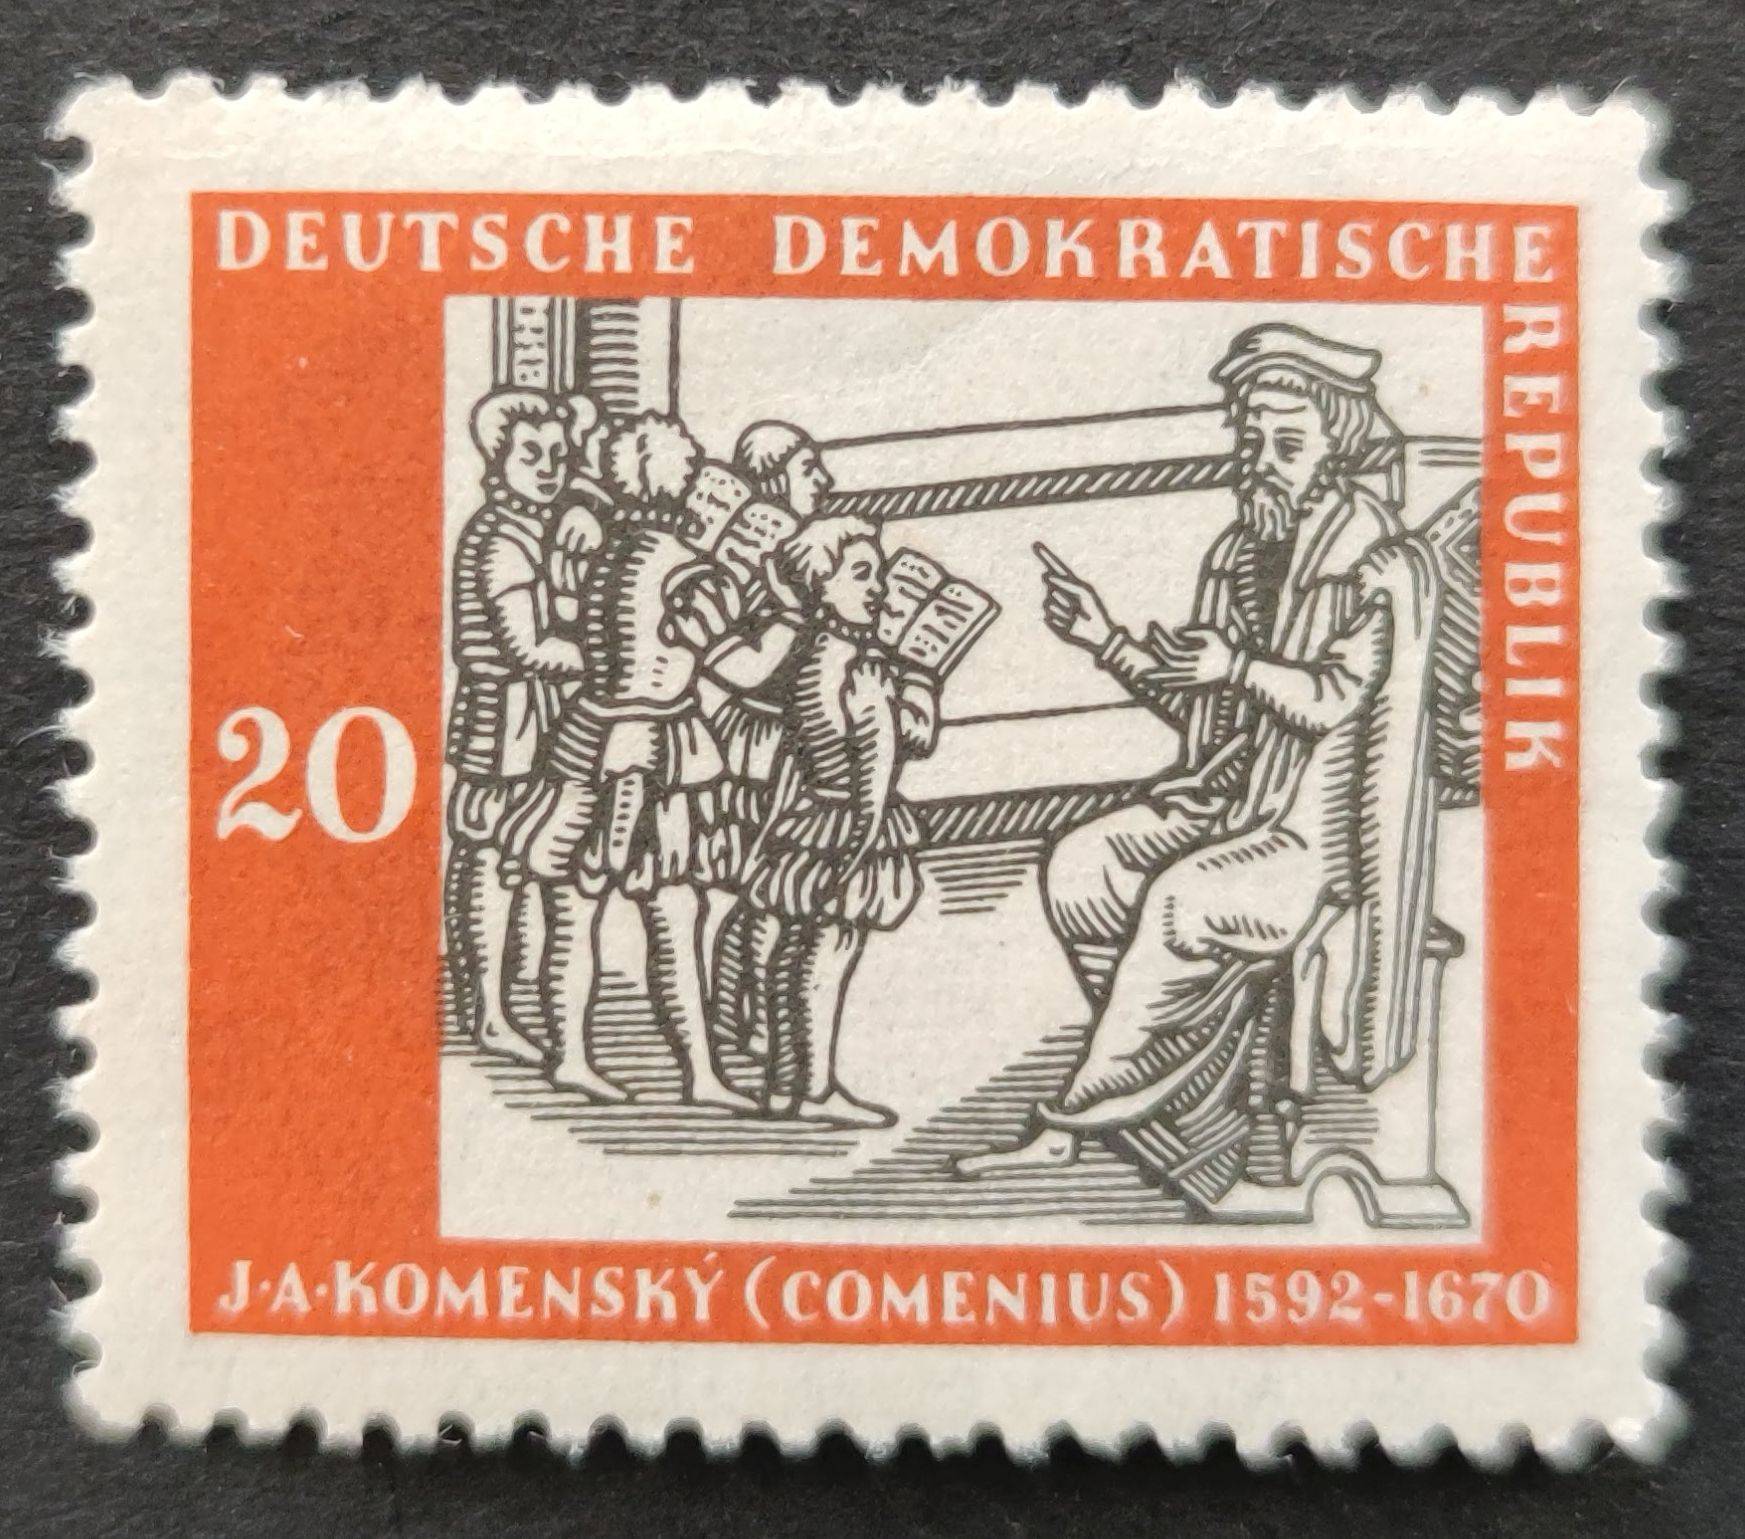 DEUTSCHE DEMOKRATISCHE
REPUBLIK
20
J·A·KOMENSKÝ (COMENIUS) 1592-1670